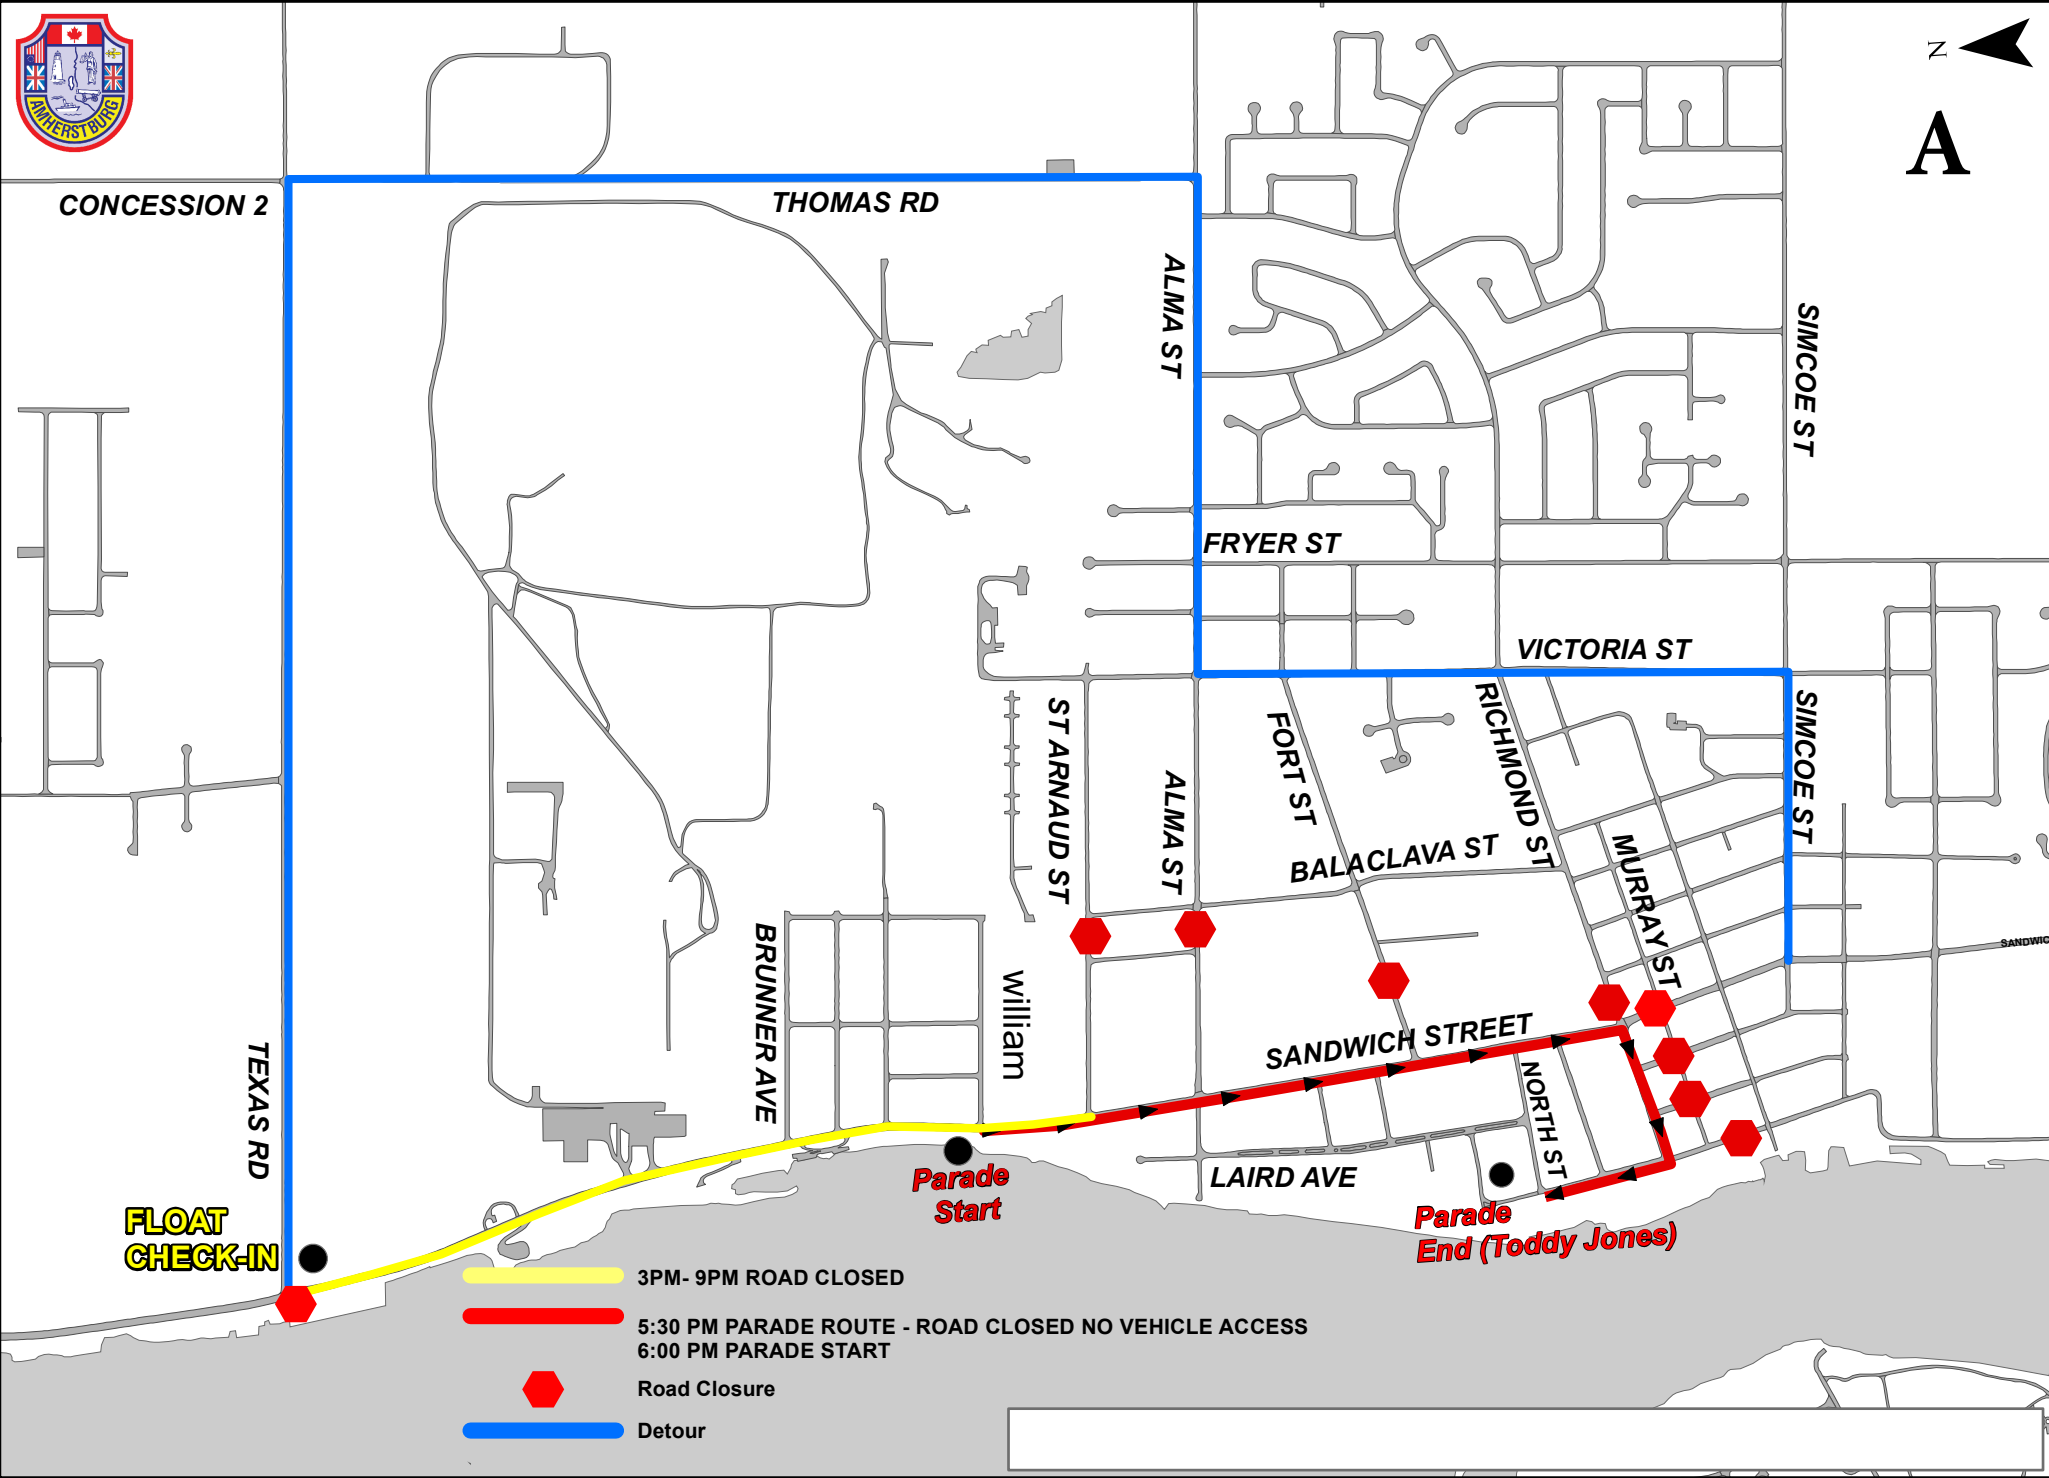 AMHERSTBURG
N
A
CONCESSION 2
THOMAS RD
ALMA ST
SIMCOE ST
FRYER ST
VICTORIA ST
ST ARNAUD ST
ALMA ST
FORT ST
RICHMOND ST
SIMCOE ST
BALACLAVA ST
MURRAY ST
BRUNNER AVE
william
SANDWIC
TEXAS RD
SANDWICH STREET
NORTH ST
LAIRD AVE
Parade
Start
Parade
End (Toddy Jones)
FLOAT
CHECK-IN
3PM- 9PM ROAD CLOSED
5:30 PM PARADE ROUTE - ROAD CLOSED NO VEHICLE ACCESS
6:00 PM PARADE START
Road Closure
Detour